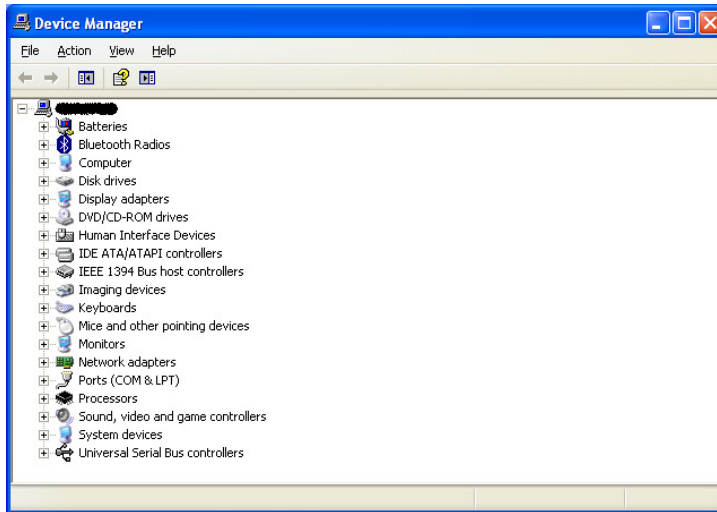 Device Manager
File Action View Help
Batteries
Bluetooth Radios
Computer
Disk drives
Display adapters
DVD/CD-ROM drives
Human Interface Devices
IDE ATA/ATAPI controllers
IEEE 1394 Bus host controllers
Imaging devices
Keyboards
Mice and other pointing devices
Monitors
Network adapters
Ports (COM & LPT)
Processors
Sound, video and game controllers
System devices
Universal Serial Bus controllers